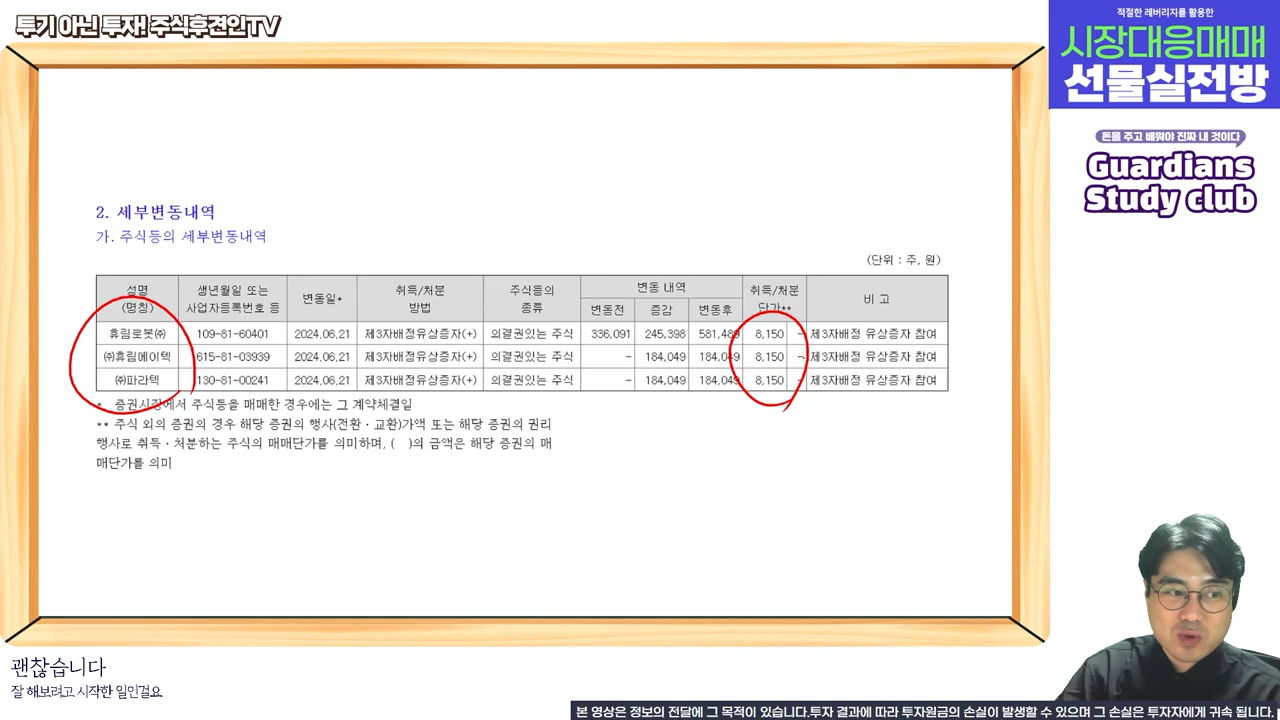 투기 아닌 투재! 주식후견인TV
적절한 레버리지를 활용한
시장대응매매
선물실전방
돈을 주고 배워야 진짜 내 것이다
Guardians
Study club
2. 세부변동내역
가. 주식등의 세부변동내역
(단위 : 주, 원)
성명 (명칭) 생년월일 또는 사업자등록번호 등 변동일* 취득/처분 방법 주식등의 종류 변동 내역 취득/처분 단가** 비 고
변동전 증감 변동후
휴림로봇㈜ 109-81-60401 2024.06.21 제3자배정유상증자(+) 의결권있는 주식 336,091 245,398 581,489 8,150 - 제3자배정 유상증자 참여
㈜휴림에이텍 615-81-03939 2024.06.21 제3자배정유상증자(+) 의결권있는 주식 - 184,049 184,049 8,150 - 제3자배정 유상증자 참여
㈜파라텍 130-81-00241 2024.06.21 제3자배정유상증자(+) 의결권있는 주식 - 184,049 184,049 8,150 - 제3자배정 유상증자 참여
* 증권시장에서 주식등을 매매한 경우에는 그 계약체결일
** 주식 외의 증권의 경우 해당 증권의 행사(전환ㆍ교환)가액 또는 해당 증권의 권리
행사로 취득ㆍ처분하는 주식의 매매단가를 의미하며, ( )의 금액은 해당 증권의 매
매단가를 의미
괜찮습니다
잘 해보려고 시작한 일인걸요
본 영상은 정보의 전달에 그 목적이 있습니다.투자 결과에 따라 투자원금의 손실이 발생할 수 있으며 그 손실은 투자자에게 귀속 됩니다.